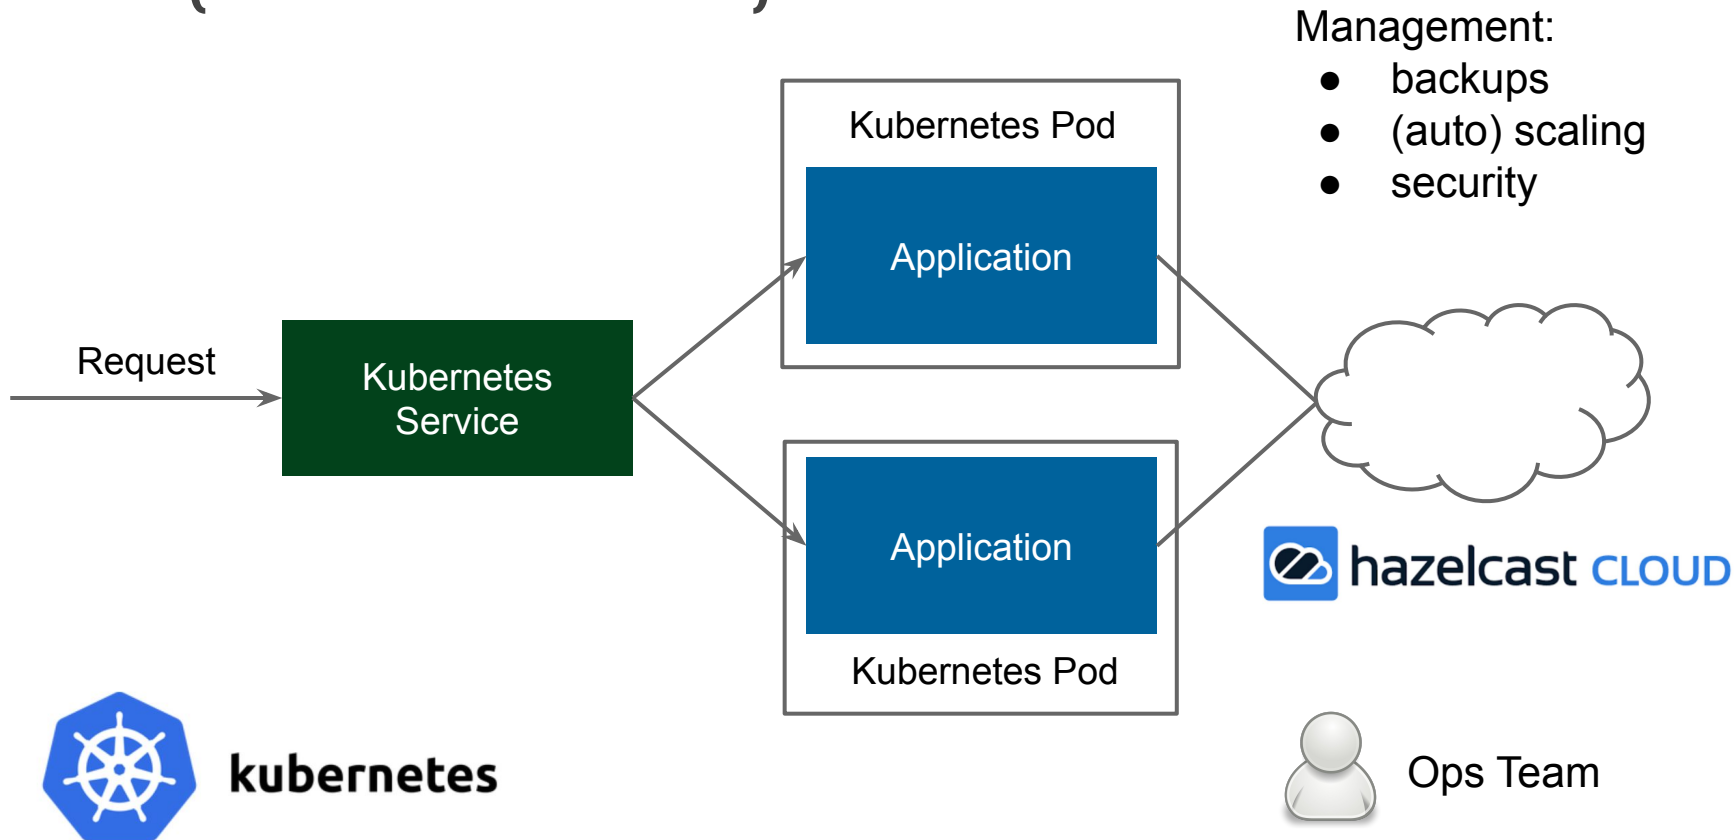 Management:
● backups
● (auto) scaling
● security
Kubernetes Pod
Application
Request
Kubernetes
Service
Application
Kubernetes Pod
hazelcast CLOUD
kubernetes
Ops Team